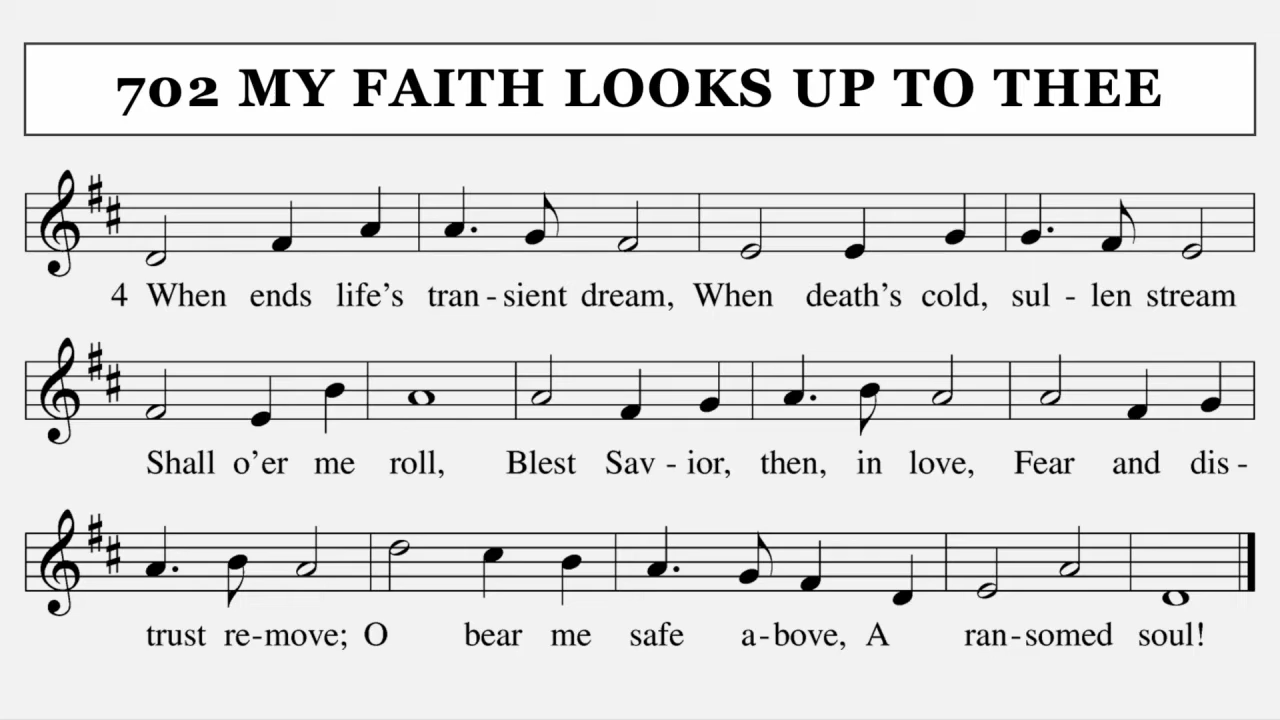 702 MY FAITH LOOKS UP TO THEE
4 When ends life's tran - sient dream, When death's cold, sul - len stream
Shall o'er me roll, Blest Sav - ior, then, in love, Fear and dis -
trust re - move; O bear me safe a - bove, A ran - somed soul!